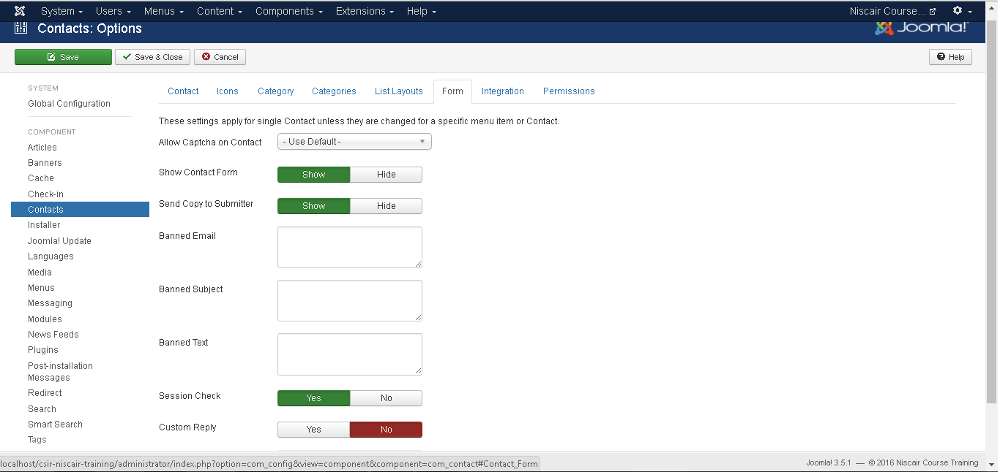 System Users Menus Content Components Extensions Help Niscair Course...
Contacts: Options Joomla!
Save Save & Close Cancel Help
SYSTEM
Global Configuration
COMPONENT
Articles
Banners
Cache
Check-in
Contacts
Installer
Joomla! Update
Languages
Media
Menus
Messaging
Modules
News Feeds
Plugins
Post-installation
Messages
Redirect
Search
Smart Search
Tags
Contact Icons Category Categories List Layouts Form Integration Permissions
These settings apply for single Contact unless they are changed for a specific menu item or Contact.
Allow Captcha on Contact - Use Default -
Show Contact Form Show Hide
Send Copy to Submitter Show Hide
Banned Email
Banned Subject
Banned Text
Session Check Yes No
Custom Reply Yes No
localhost/csir-niscair-training/administrator/index.php?option=com_config&view=component&component=com_contact#Contact_Form
Joomla! 3.5.1 — © 2016 Niscair Course Training